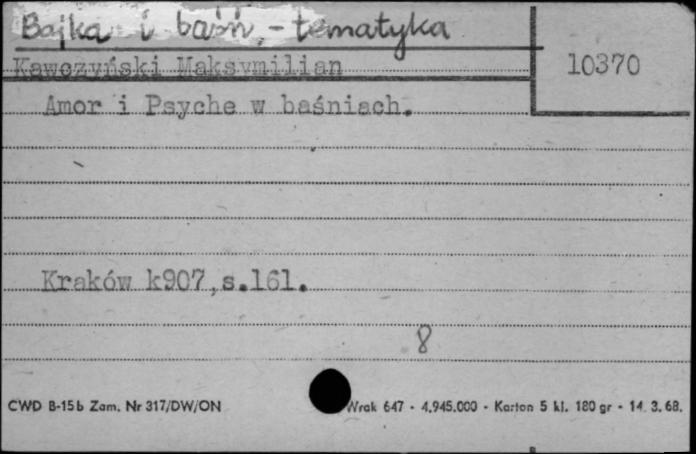 Bajka i baśń - tematyka
Kawczyński Maksymilian
10370
Amor i Psyche w baśniach.
Kraków k907,s.161.
8
CWD B-15b Zam. Nr 317/DW/ON
Wrak 647 - 4.945.000 - Karton 5 kl. 180 gr - 14. 3. 68.